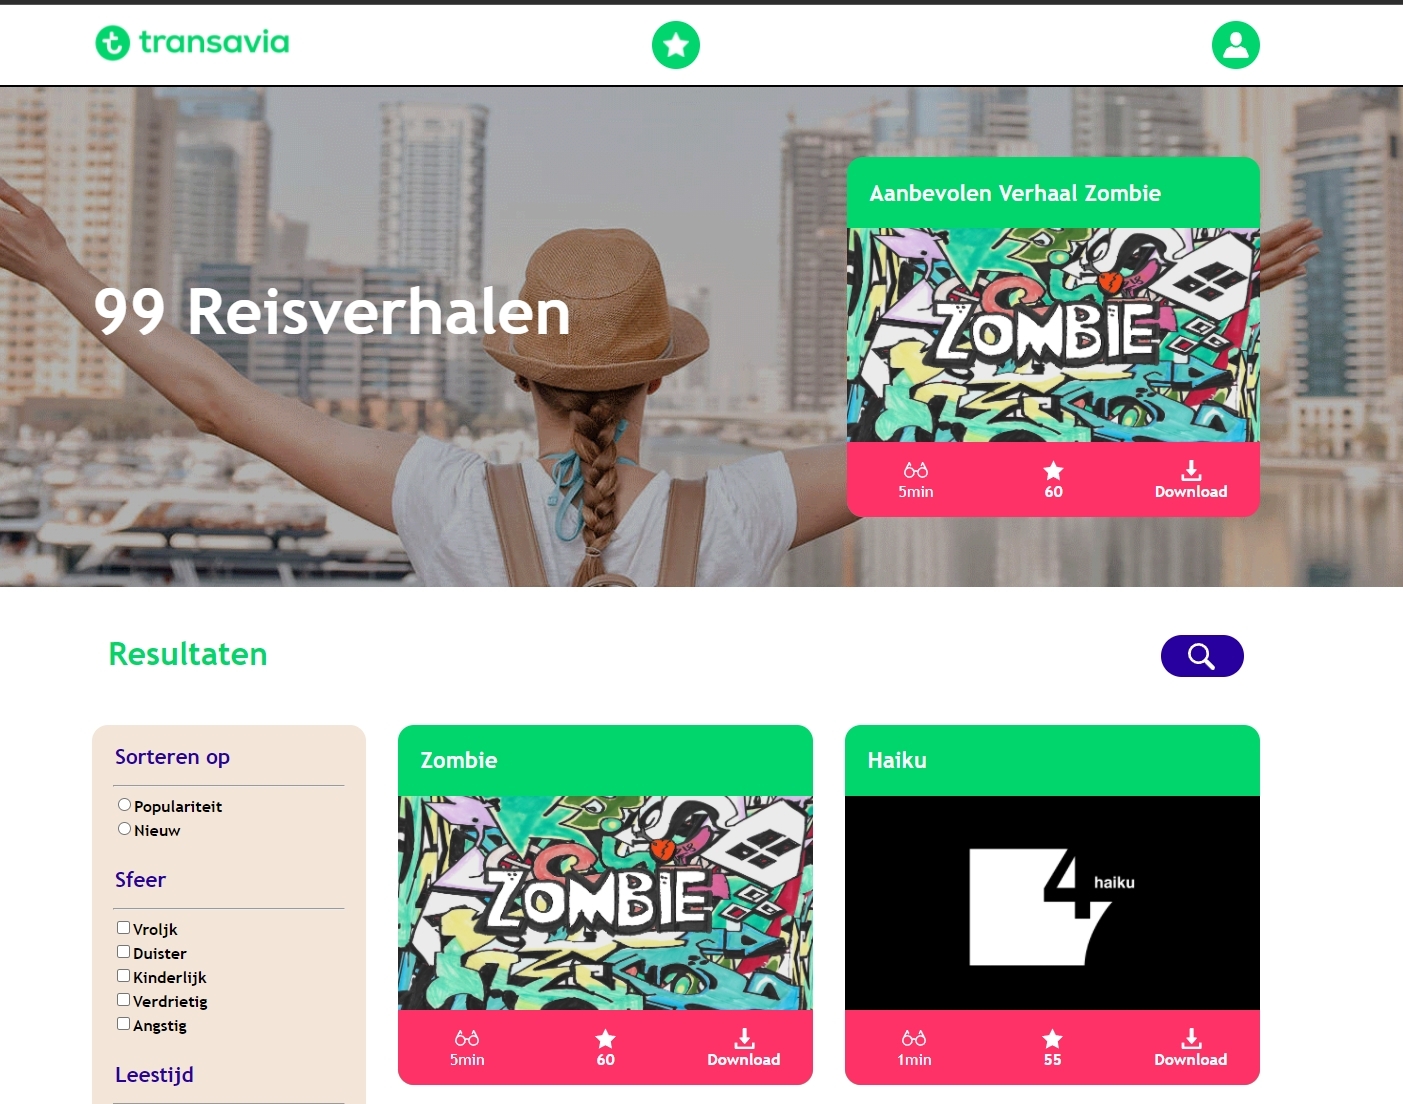 transavia
Aanbevolen Verhaal Zombie
99 Reisverhalen
ZOMBIE
5min
60
Download
Resultaten
Sorteren op
Populariteit
Nieuw
Sfeer
Vroljk
Duister
Kinderlijk
Verdrietig
Angstig
Leestijd
Zombie
ZOMBIE
5min
60
Download
Haiku
47
haiku
1min
55
Download